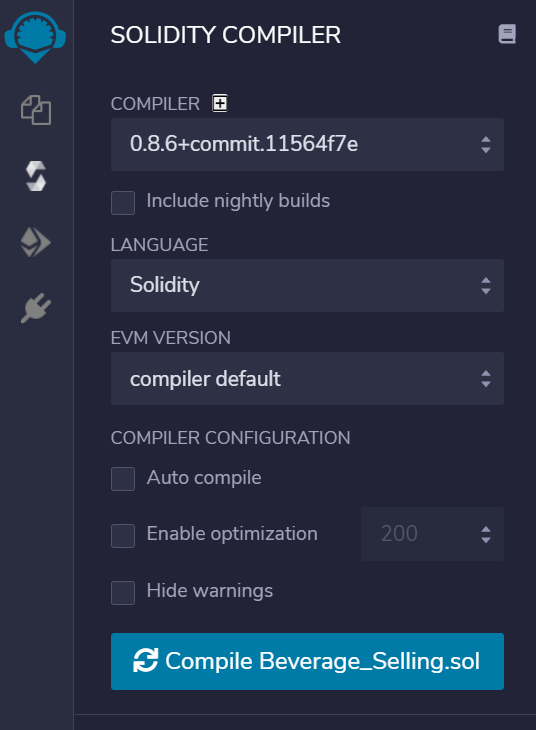 SOLIDITY COMPILER
COMPILER
0.8.6+commit.11564f7e
Include nightly builds
LANGUAGE
Solidity
EVM VERSION
compiler default
COMPILER CONFIGURATION
Auto compile
Enable optimization 200
Hide warnings
Compile Beverage_Selling.sol